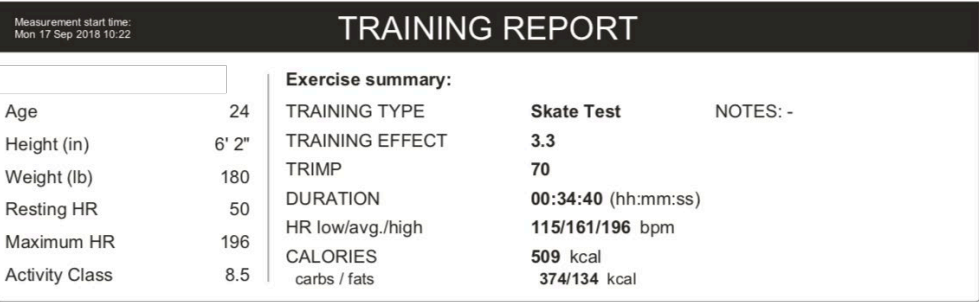 Measurement start time:
Mon 17 Sep 2018 10:22
TRAINING REPORT
Age 24
Height (in) 6' 2"
Weight (lb) 180
Resting HR 50
Maximum HR 196
Activity Class 8.5
Exercise summary:
TRAINING TYPE Skate Test NOTES: -
TRAINING EFFECT 3.3
TRIMP 70
DURATION 00:34:40 (hh:mm:ss)
HR low/avg./high 115/161/196 bpm
CALORIES 509 kcal
carbs / fats 374/134 kcal